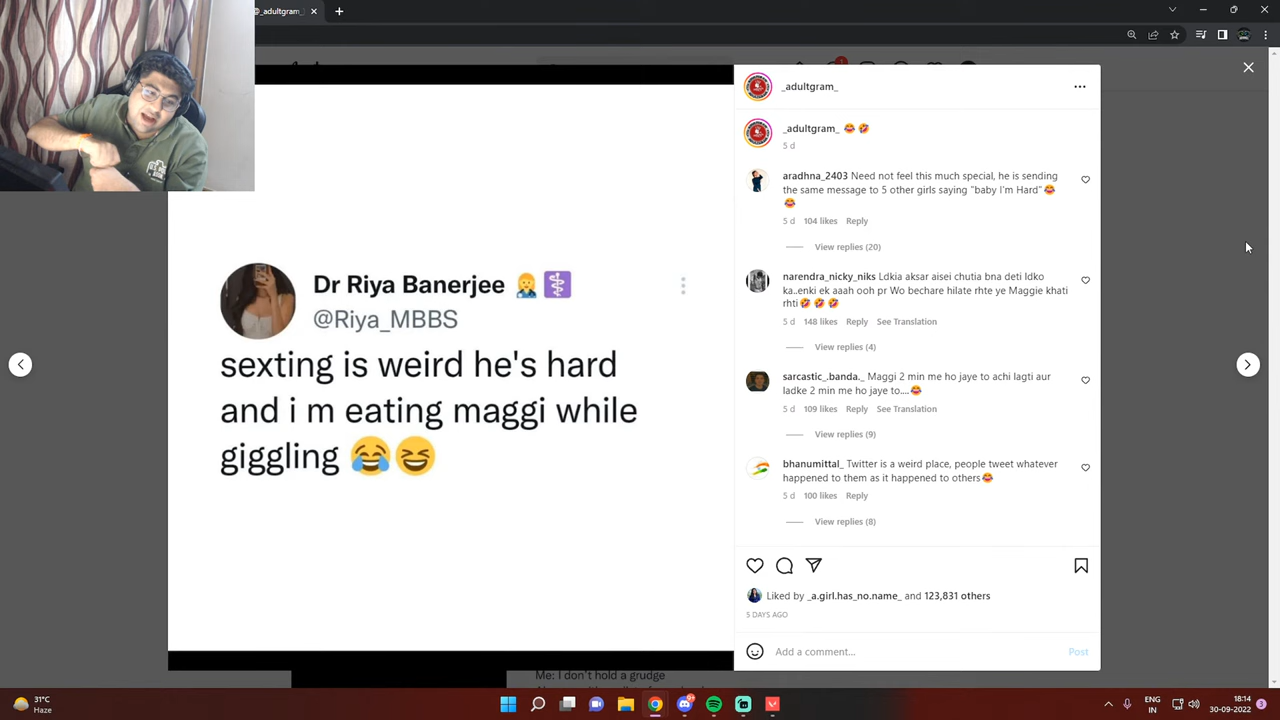 @_adultgram_
_adultgram_
_adultgram_ 😂 🤣
5 d
aradhna_2403 Need not feel this much special, he is sending
the same message to 5 other girls saying "baby I'm Hard"😂
😂
5 d 104 likes Reply
View replies (20)
Dr Riya Banerjee 👩‍⚕️ ⚕️
@Riya_MBBS
sexting is weird he's hard
and i m eating maggi while
giggling 😂😆
narendra_nicky_niks Ldkia aksar aisei chutia bna deti ldko
ka..enki ek aaah ooh pr Wo bechare hilate rhte ye Maggie khati
rhti🤣 🤣 🤣
5 d 148 likes Reply See Translation
View replies (4)
sarcastic_.banda._ Maggi 2 min me ho jaye to achi lagti aur
ladke 2 min me ho jaye to....😂
5 d 109 likes Reply See Translation
View replies (9)
bhanumittal_ Twitter is a weird place, people tweet whatever
happened to them as it happened to others😂
5 d 100 likes Reply
View replies (8)
Liked by _a.girl.has_no.name_ and 123,831 others
5 DAYS AGO
Add a comment...
Post
Me: I don't hold a grudge
31°C
Haze
ENG
IN
18:14
30-09-2022
3